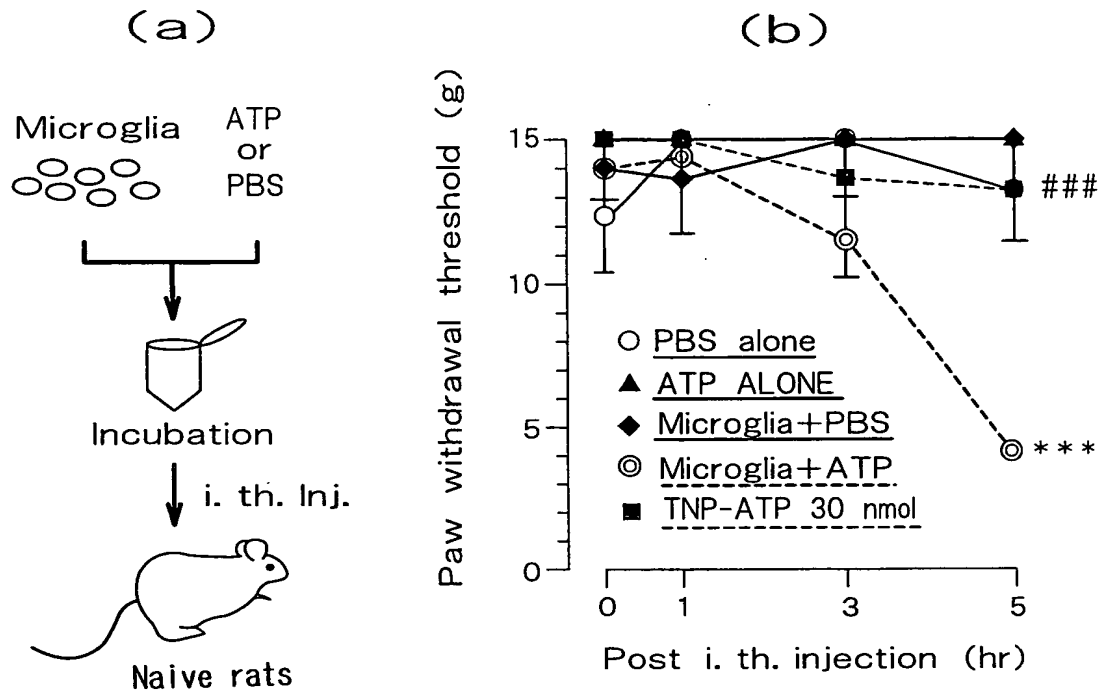 (a)
Microglia
ATP
or
PBS
Incubation
i. th. Inj.
Naive rats
(b)
Paw withdrawal threshold (g)
15
10
5
0
PBS alone
ATP ALONE
Microglia+PBS
Microglia+ATP
TNP-ATP 30 nmol
###
***
0 1 3 5
Post i. th. injection (hr)